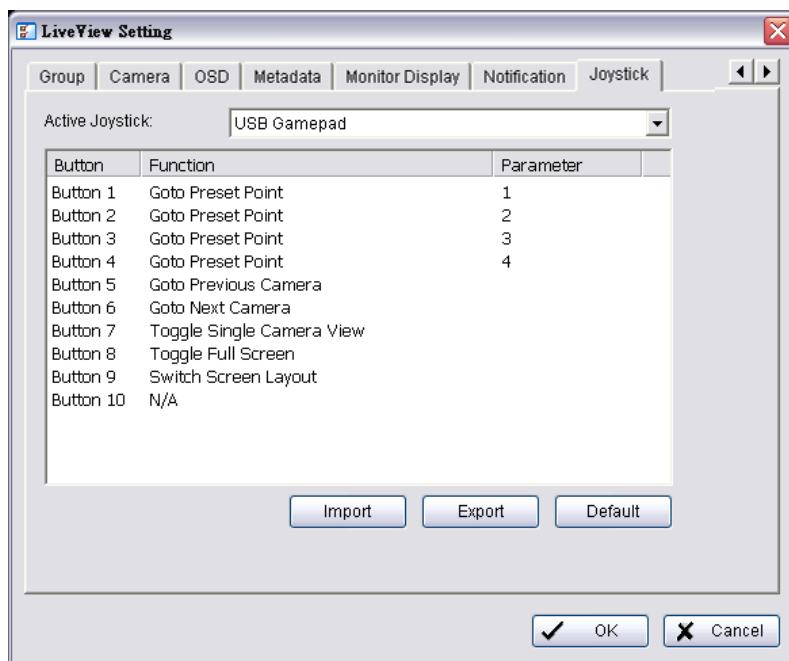 LiveView Setting
Group Camera OSD Metadata Monitor Display Notification Joystick
Active Joystick: USB Gamepad
Button Function Parameter
Button 1 Goto Preset Point 1
Button 2 Goto Preset Point 2
Button 3 Goto Preset Point 3
Button 4 Goto Preset Point 4
Button 5 Goto Previous Camera
Button 6 Goto Next Camera
Button 7 Toggle Single Camera View
Button 8 Toggle Full Screen
Button 9 Switch Screen Layout
Button 10 N/A
Import Export Default
OK Cancel